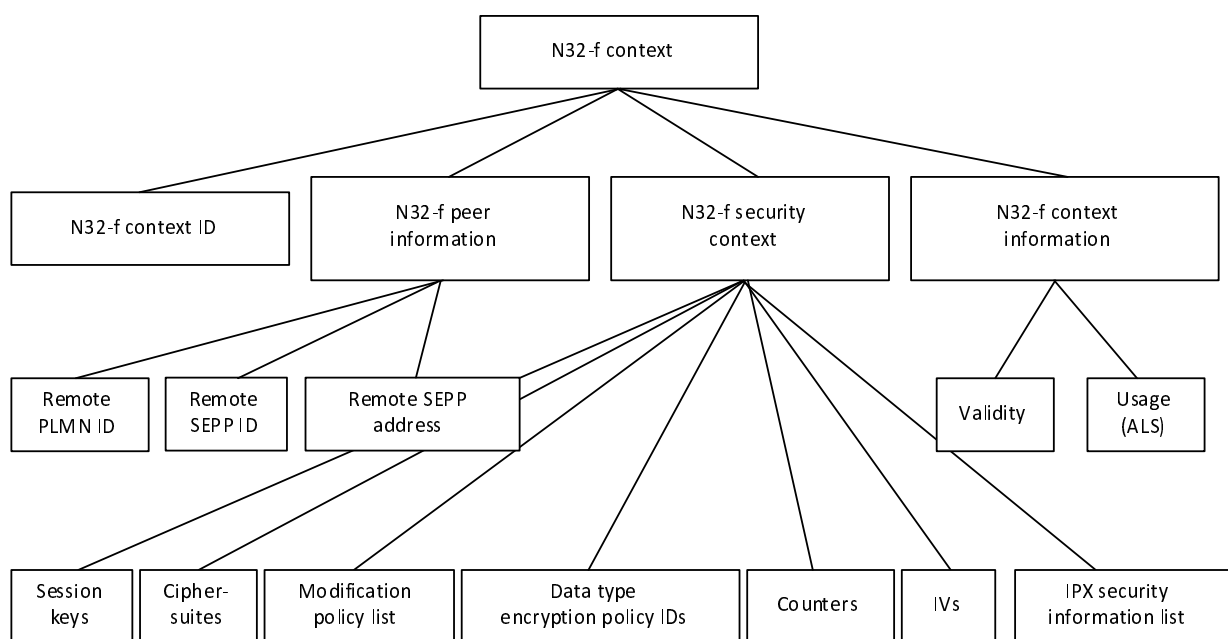 N32-f context
N32-f context ID
N32-f peer
information
N32-f security
context
N32-f context
information
Remote
PLMN ID
Remote
SEPP ID
Remote SEPP
address
Validity
Usage
(ALS)
Session
keys
Cipher-
suites
Modification
policy list
Data type
encryption policy IDs
Counters
IVs
IPX security
information list